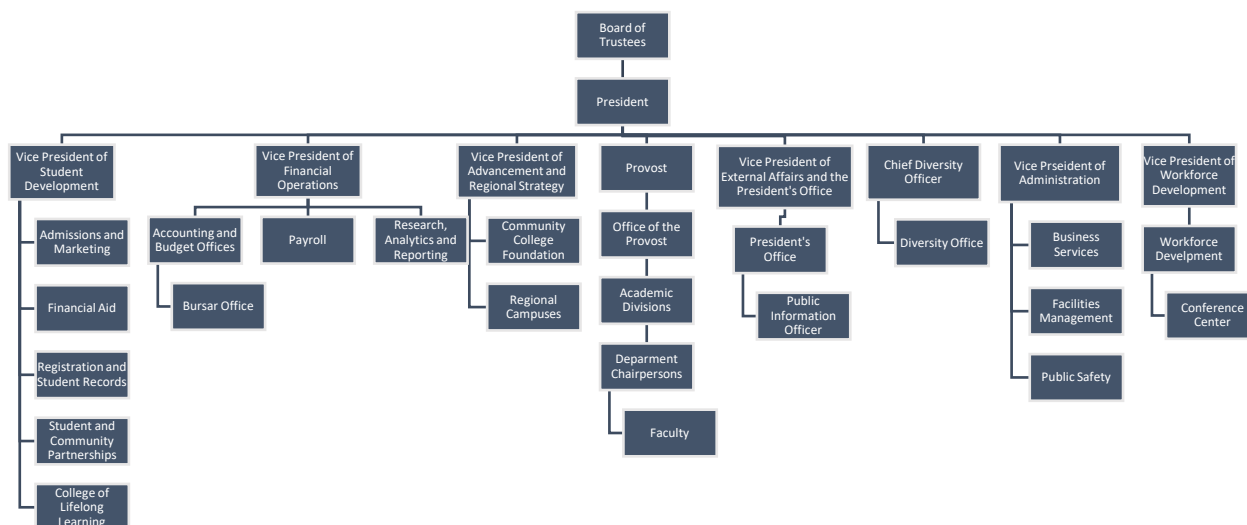 Board of
Trustees
President
Vice President of
Student
Development
Vice President of
Financial
Operations
Vice President of
Advancement and
Regional Strategy
Provost
Vice President of
External Affairs and the
President's Office
Chief Diversity
Officer
Vice Prseident of
Administration
Vice President of
Workforce
Development
Admissions and
Marketing
Financial Aid
Registration and
Student Records
Student and
Community
Partnerships
College of
Lifelong
Learning
Accounting and
Budget Offices
Bursar Office
Payroll
Research,
Analytics and
Reporting
Community
College
Foundation
Regional
Campuses
Office of the
Provost
Academic
Divisions
Deparment
Chairpersons
Faculty
President's
Office
Public
Information
Officer
Diversity Office
Business
Services
Facilities
Management
Public Safety
Workforce
Develpment
Conference
Center